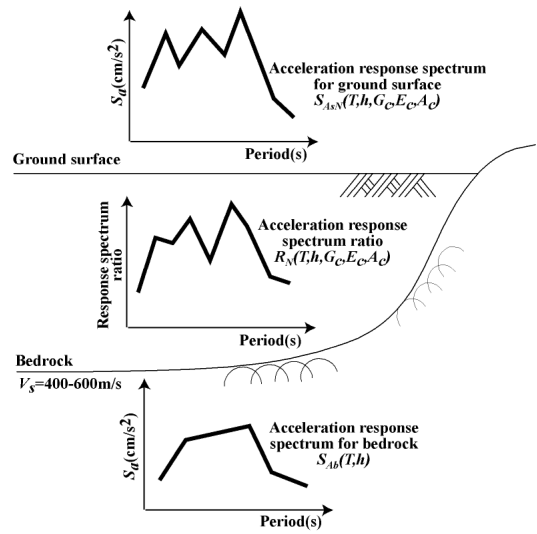 Sa(cm/s²)
Acceleration response spectrum
for ground surface
SAsN(T,h,GC,EC,AC)
Period(s)
Ground surface
Response spectrum
ratio
Acceleration response
spectrum ratio
RN(T,h,GC,EC,AC)
Period(s)
Bedrock
Vs=400-600m/s
Sa(cm/s²)
Acceleration response
spectrum for bedrock
SAb(T,h)
Period(s)